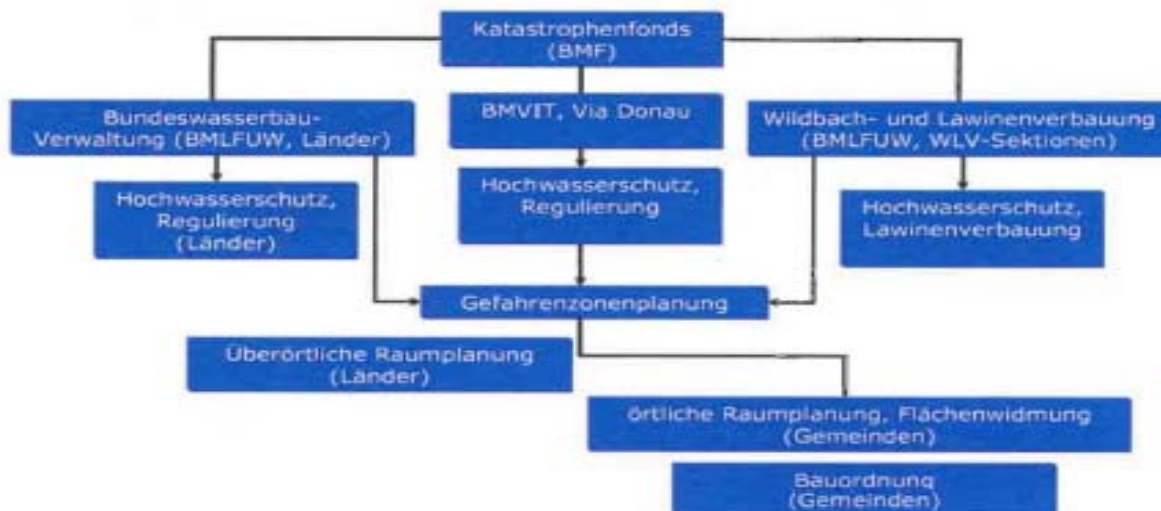 Katastrophenfonds
(BMF)
Bundeswasserbau-
Verwaltung (BMLFUW, Länder)
BMVIT, Via Donau
Wildbach- und Lawinenverbauung
(BMLFUW, WLV-Sektionen)
Hochwasserschutz,
Regulierung
(Länder)
Hochwasserschutz,
Regulierung
Hochwasserschutz,
Lawinenverbauung
Gefahrenzonenplanung
Überörtliche Raumplanung
(Länder)
örtliche Raumplanung, Flächenwidmung
(Gemeinden)
Bauordnung
(Gemeinden)